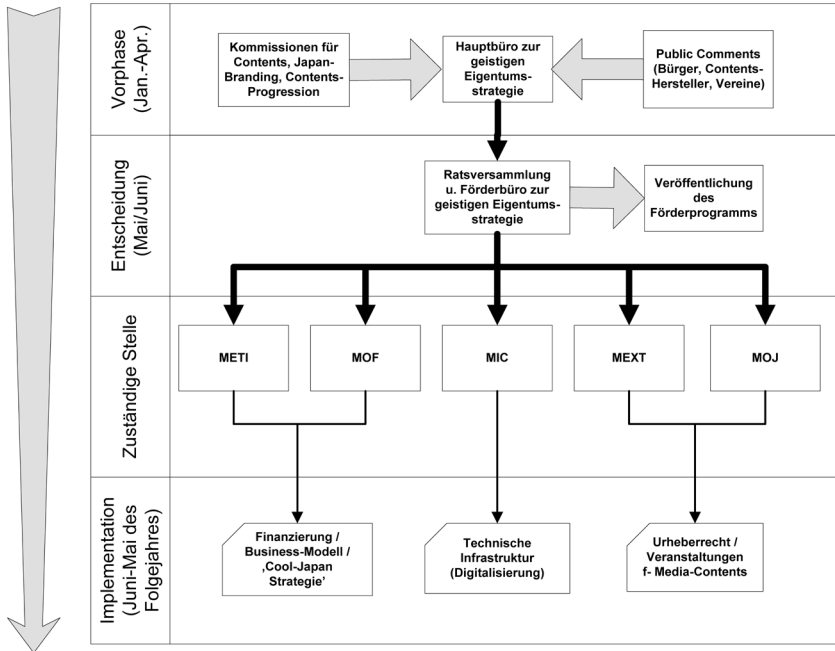 Vorphase
(Jan.-Apr.)
Kommissionen für
Contents, Japan-
Branding, Contents-
Progression
Hauptbüro zur
geistigen
Eigentums-
strategie
Public Comments
(Bürger, Contents-
Hersteller, Vereine)
Entscheidung
(Mai/Juni)
Ratsversammlung
u. Förderbüro zur
geistigen Eigentums-
strategie
Veröffentlichung
des
Förderprogramms
Zuständige Stelle
METI
MOF
MIC
MEXT
MOJ
Implementation
(Juni-Mai des
Folgejahres)
Finanzierung /
Business-Modell /
‚Cool-Japan
Strategie’
Technische
Infrastruktur
(Digitalisierung)
Urheberrecht /
Veranstaltungen
f- Media-Contents